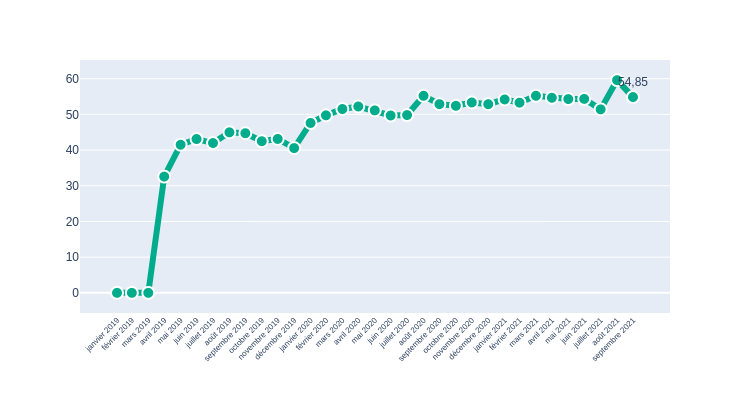 60
50
40
30
20
10
0
54,85
janvier 2019
février 2019
mars 2019
avril 2019
mai 2019
juin 2019
juillet 2019
août 2019
septembre 2019
octobre 2019
novembre 2019
décembre 2019
janvier 2020
février 2020
mars 2020
avril 2020
mai 2020
juin 2020
juillet 2020
août 2020
septembre 2020
octobre 2020
novembre 2020
décembre 2020
janvier 2021
février 2021
mars 2021
avril 2021
mai 2021
juin 2021
juillet 2021
août 2021
septembre 2021